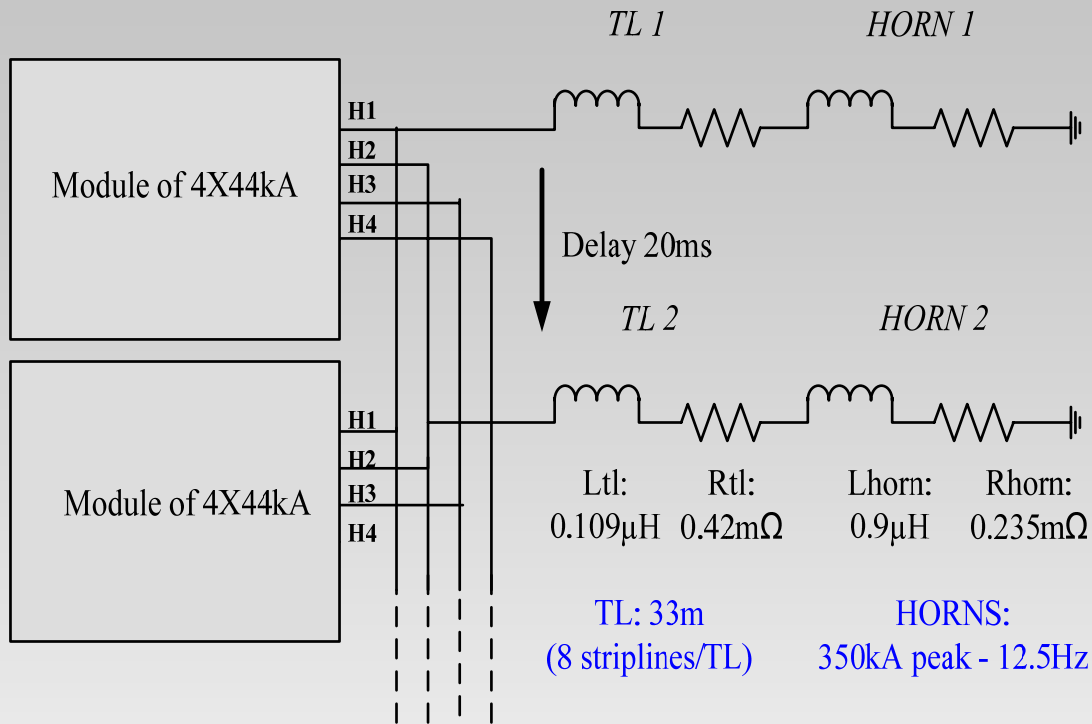 TL 1
HORN 1
H1
H2
Module of 4X44kA
H3
H4
Delay 20ms
TL 2
HORN 2
H1
H2
Module of 4X44kA
H3
H4
Ltl:
0.109µH
Rtl:
0.42mΩ
Lhorn:
0.9µH
Rhorn:
0.235mΩ
TL: 33m
(8 striplines/TL)
HORNS:
350kA peak - 12.5Hz